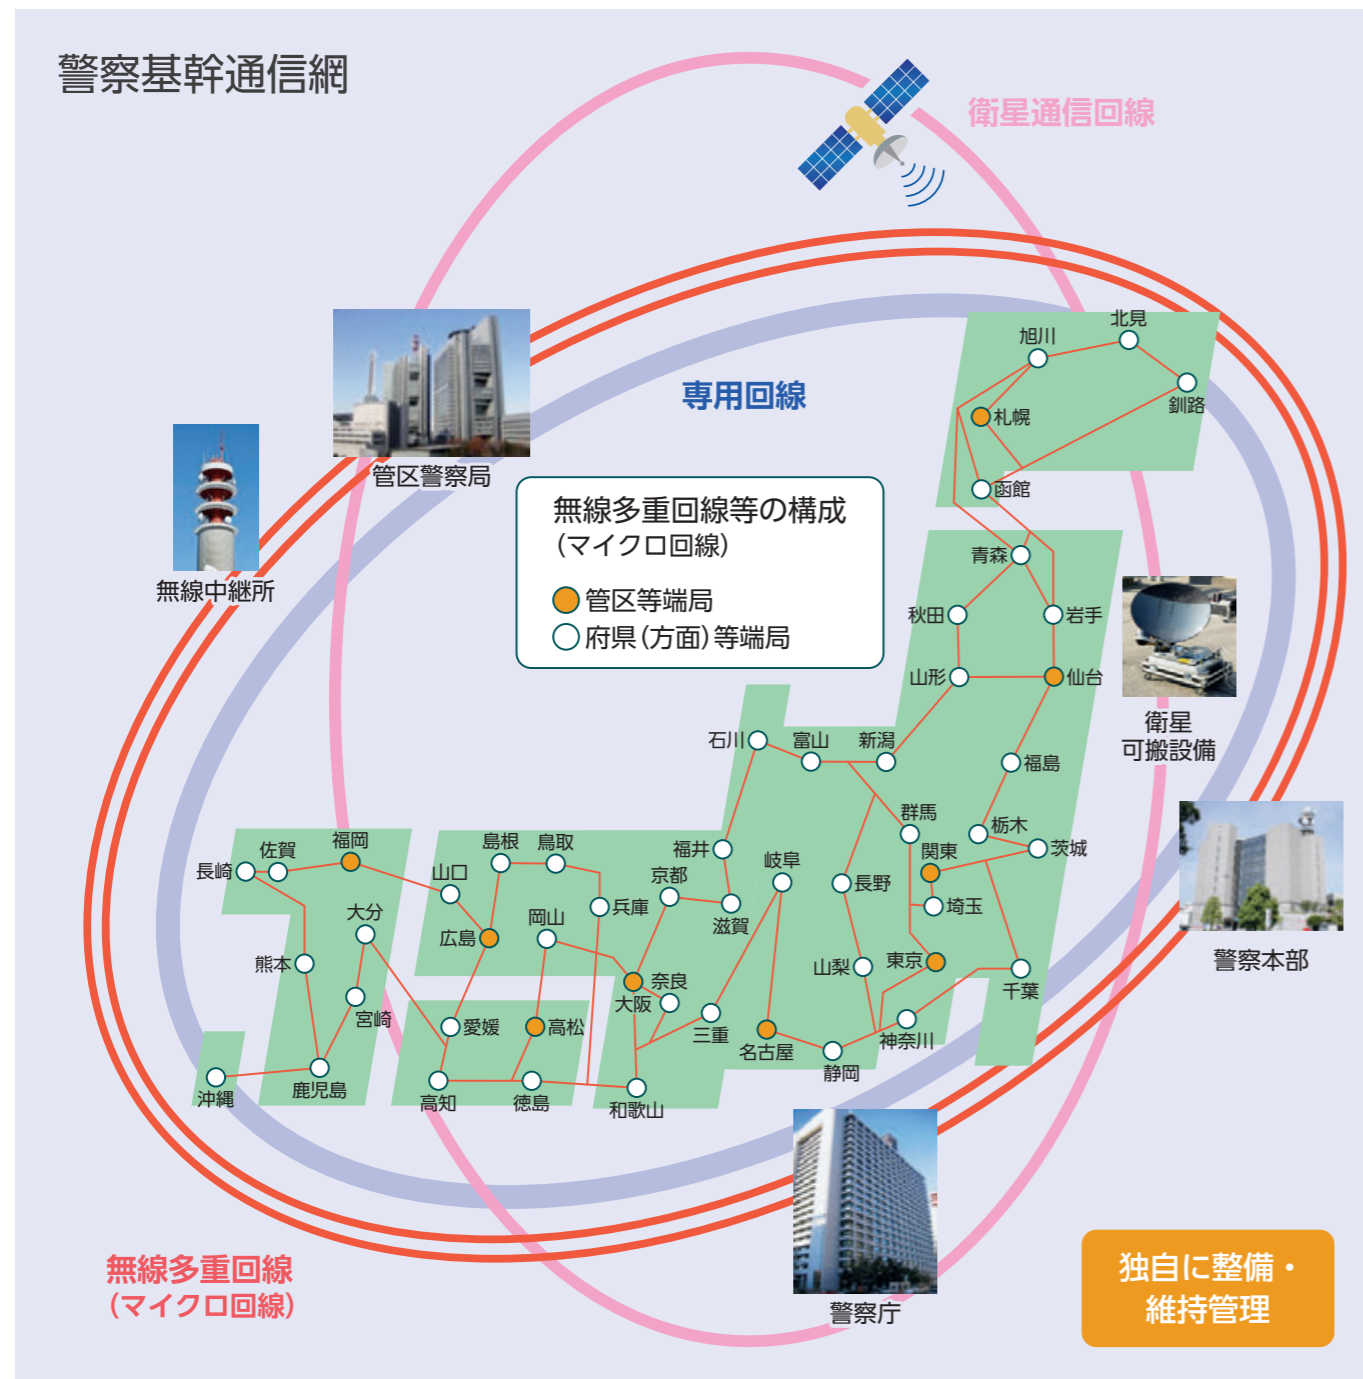 警察基幹通信網
衛星通信回線
専用回線
管区警察局
無線中継所
無線多重回線等の構成
（マイクロ回線）
管区等端局
府県（方面）等端局
北見
旭川
釧路
札幌
函館
青森
秋田
岩手
山形
仙台
衛星
可搬設備
石川
富山
新潟
福島
群馬
栃木
関東
茨城
福岡
佐賀
長崎
島根
鳥取
福井
岐阜
京都
山口
長野
大分
岡山
兵庫
滋賀
埼玉
広島
熊本
山梨
東京
警察本部
大阪
奈良
千葉
宮崎
愛媛
高松
三重
名古屋
神奈川
静岡
沖縄
鹿児島
高知
徳島
和歌山
無線多重回線
（マイクロ回線）
警察庁
独自に整備・
維持管理